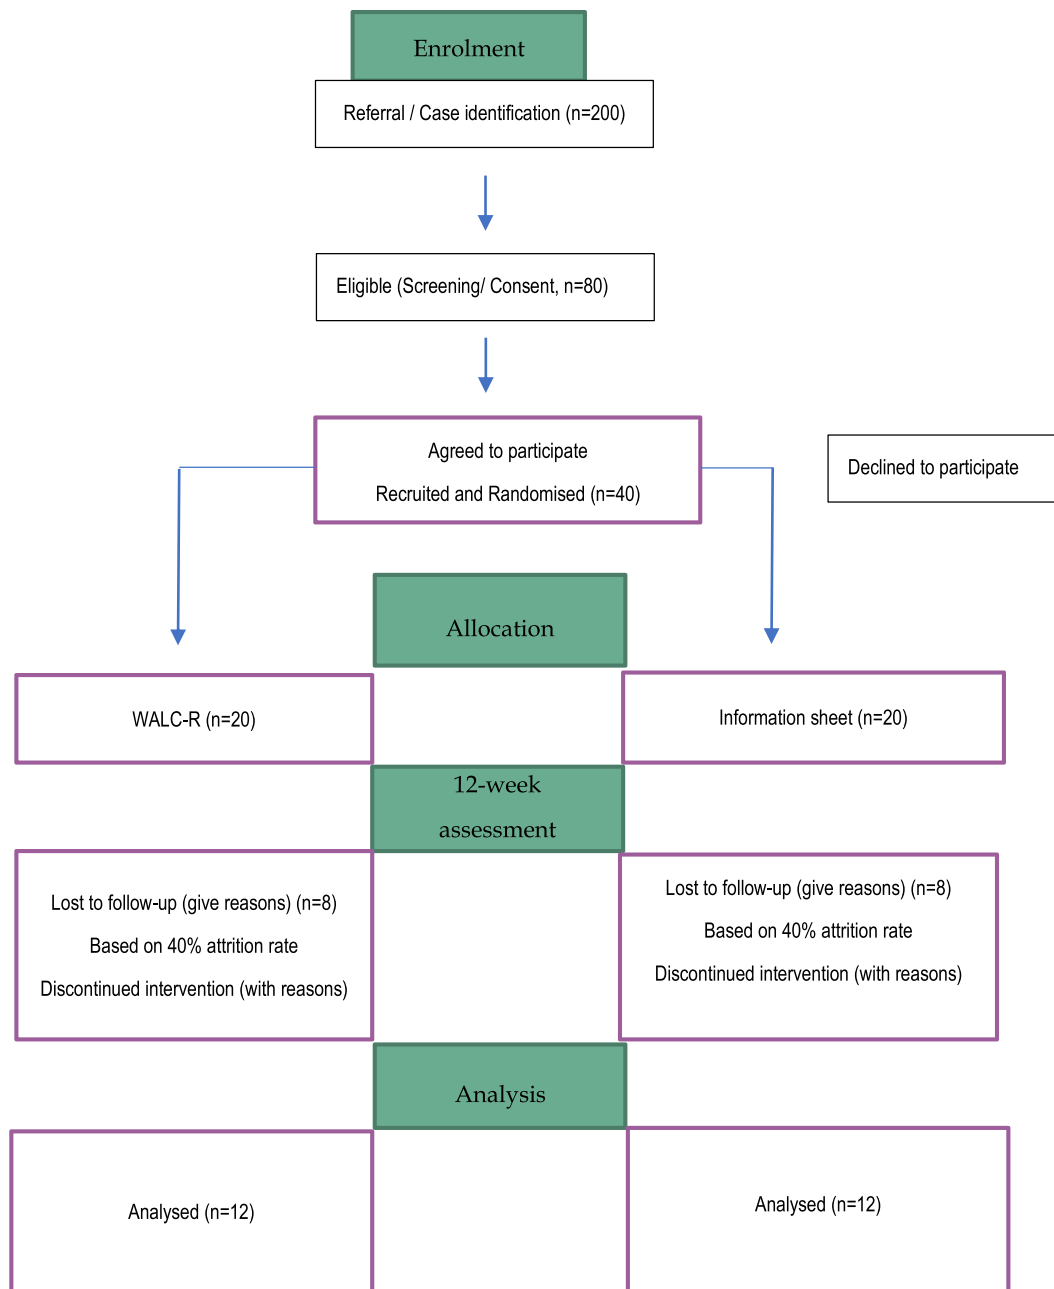 Enrolment
Referral / Case identification (n=200)
Eligible (Screening/ Consent, n=80)
Agreed to participate
Recruited and Randomised (n=40)
Declined to participate
Allocation
WALC-R (n=20)
Information sheet (n=20)
12-week
assessment
Lost to follow-up (give reasons) (n=8)
Based on 40% attrition rate
Discontinued intervention (with reasons)
Lost to follow-up (give reasons) (n=8)
Based on 40% attrition rate
Discontinued intervention (with reasons)
Analysis
Analysed (n=12)
Analysed (n=12)